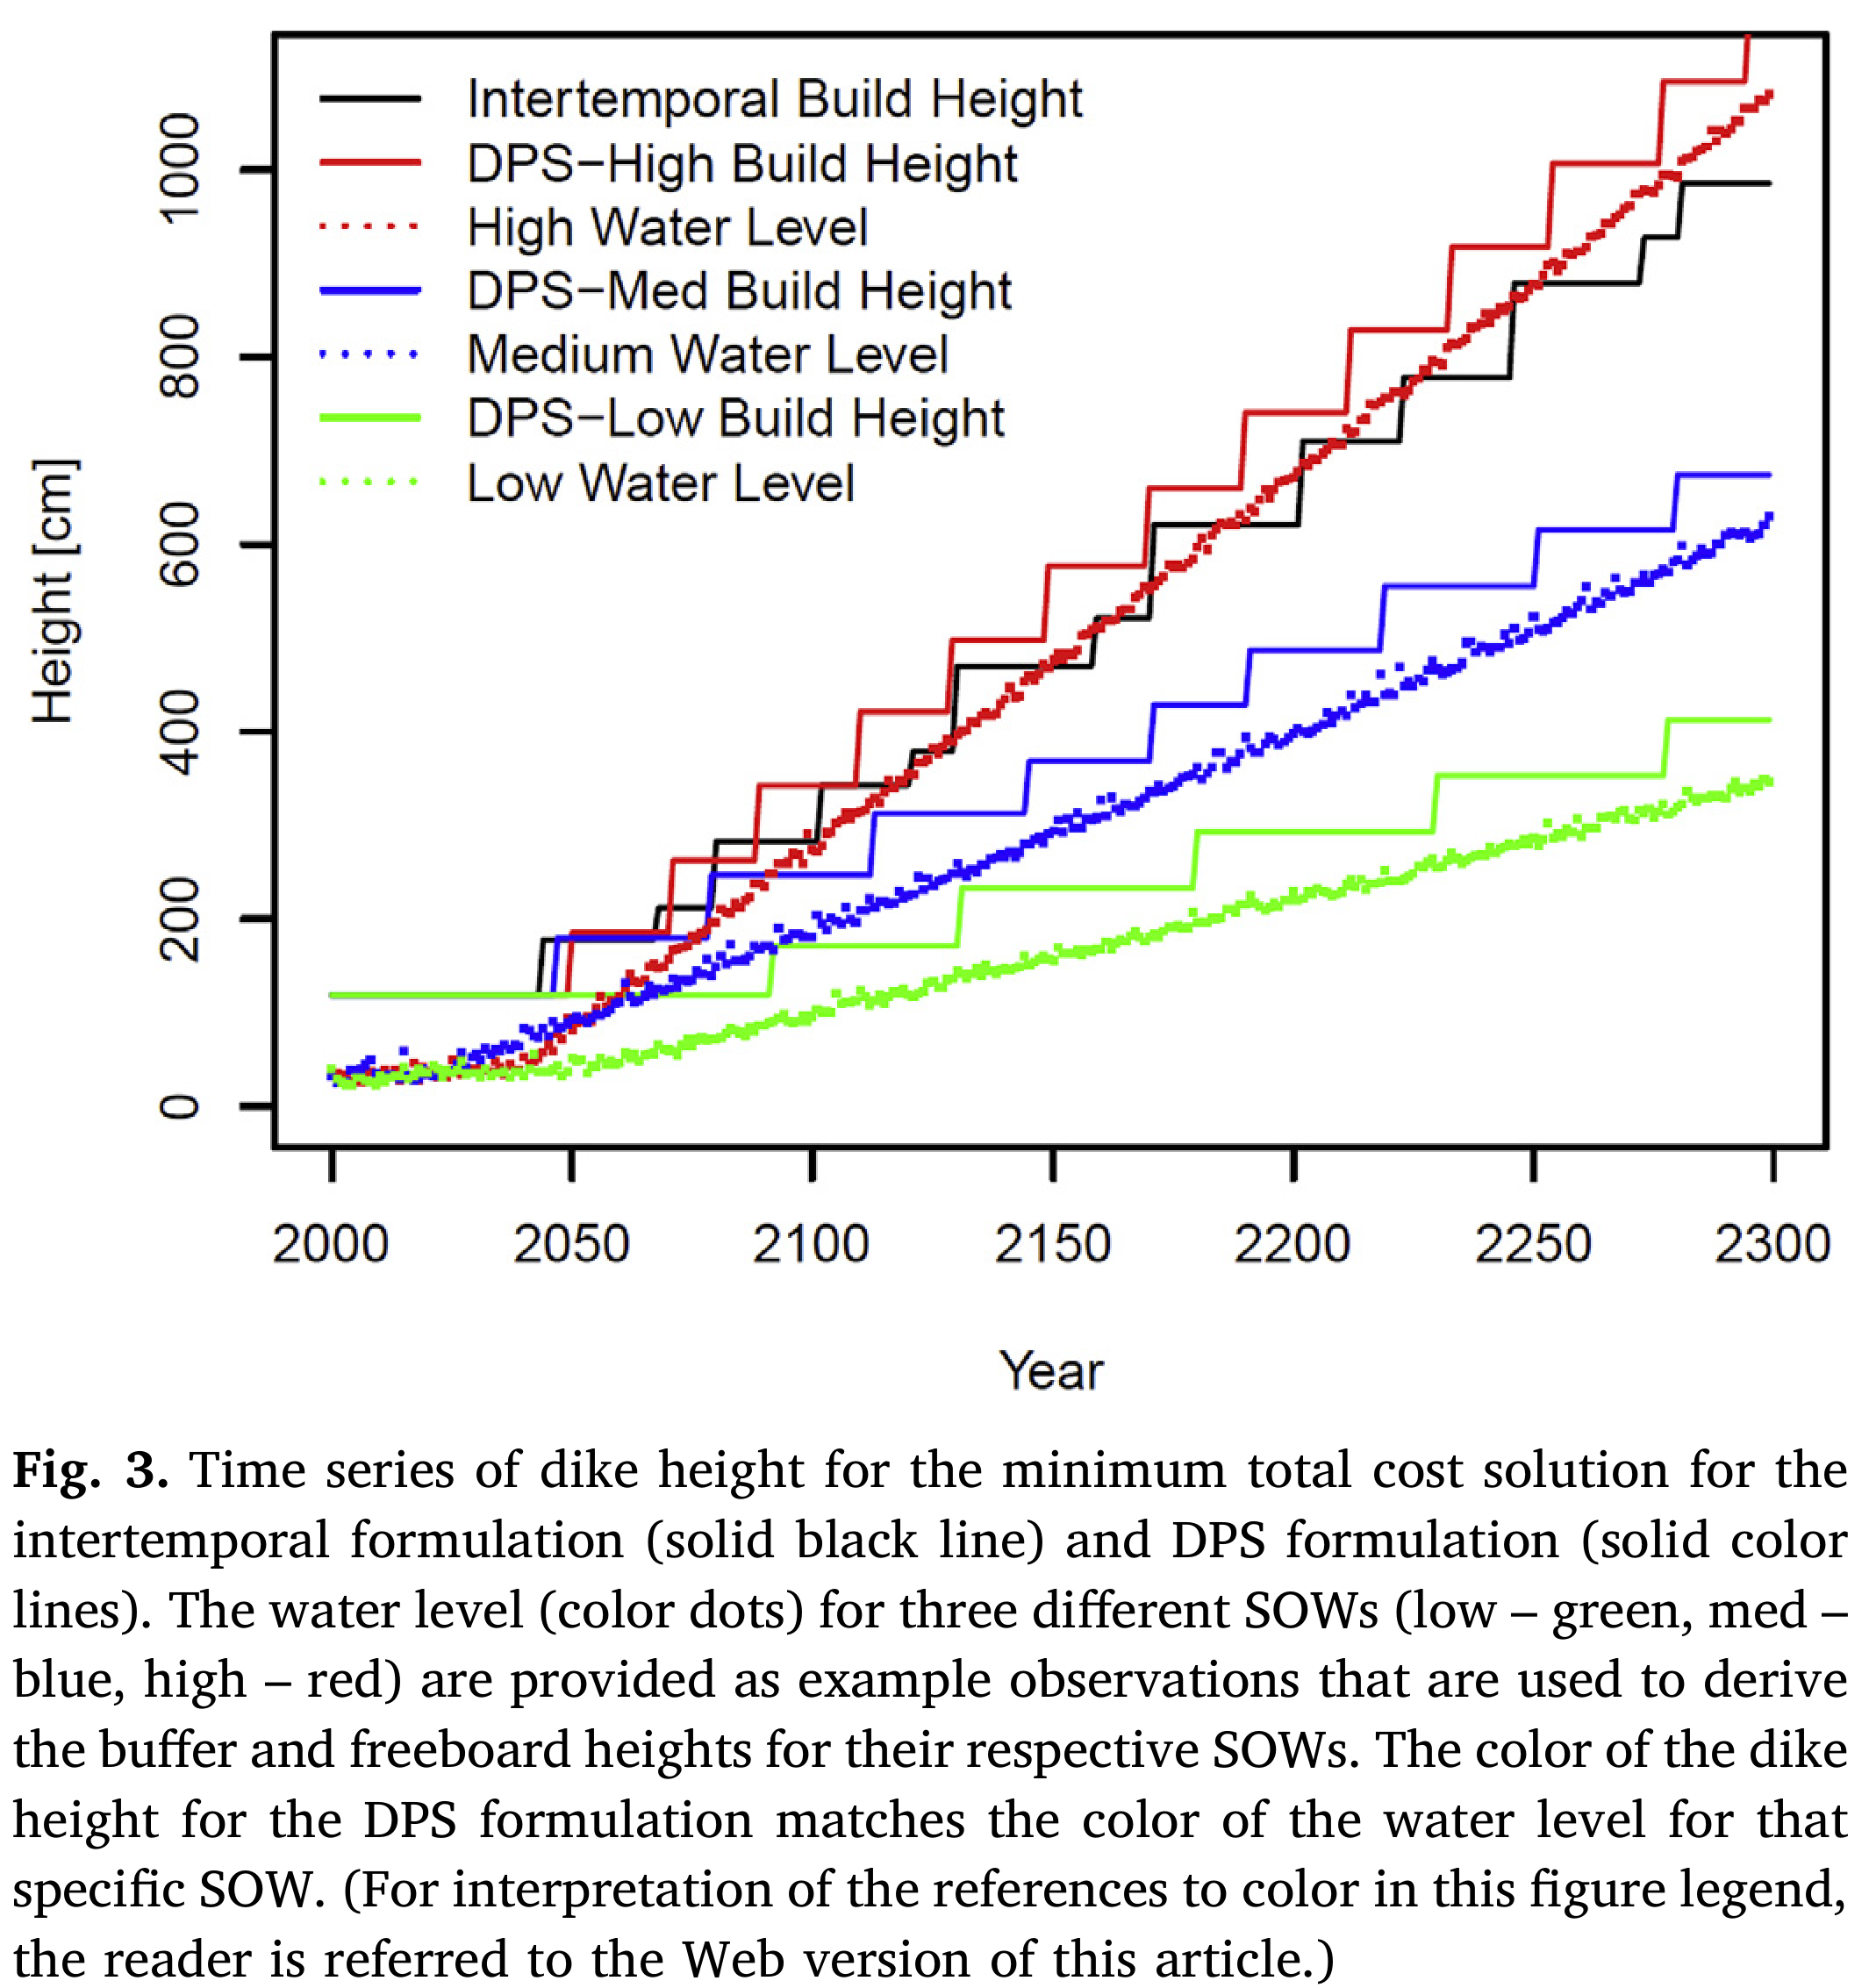 Intertemporal Build Height
DPS−High Build Height
High Water Level
DPS−Med Build Height
Medium Water Level
DPS−Low Build Height
Low Water Level
Height [cm]
1000
800
600
400
200
0
2000 2050 2100 2150 2200 2250 2300
Year
Fig. 3. Time series of dike height for the minimum total cost solution for the
intertemporal formulation (solid black line) and DPS formulation (solid color
lines). The water level (color dots) for three different SOWs (low – green, med –
blue, high – red) are provided as example observations that are used to derive
the buffer and freeboard heights for their respective SOWs. The color of the dike
height for the DPS formulation matches the color of the water level for that
specific SOW. (For interpretation of the references to color in this figure legend,
the reader is referred to the Web version of this article.)